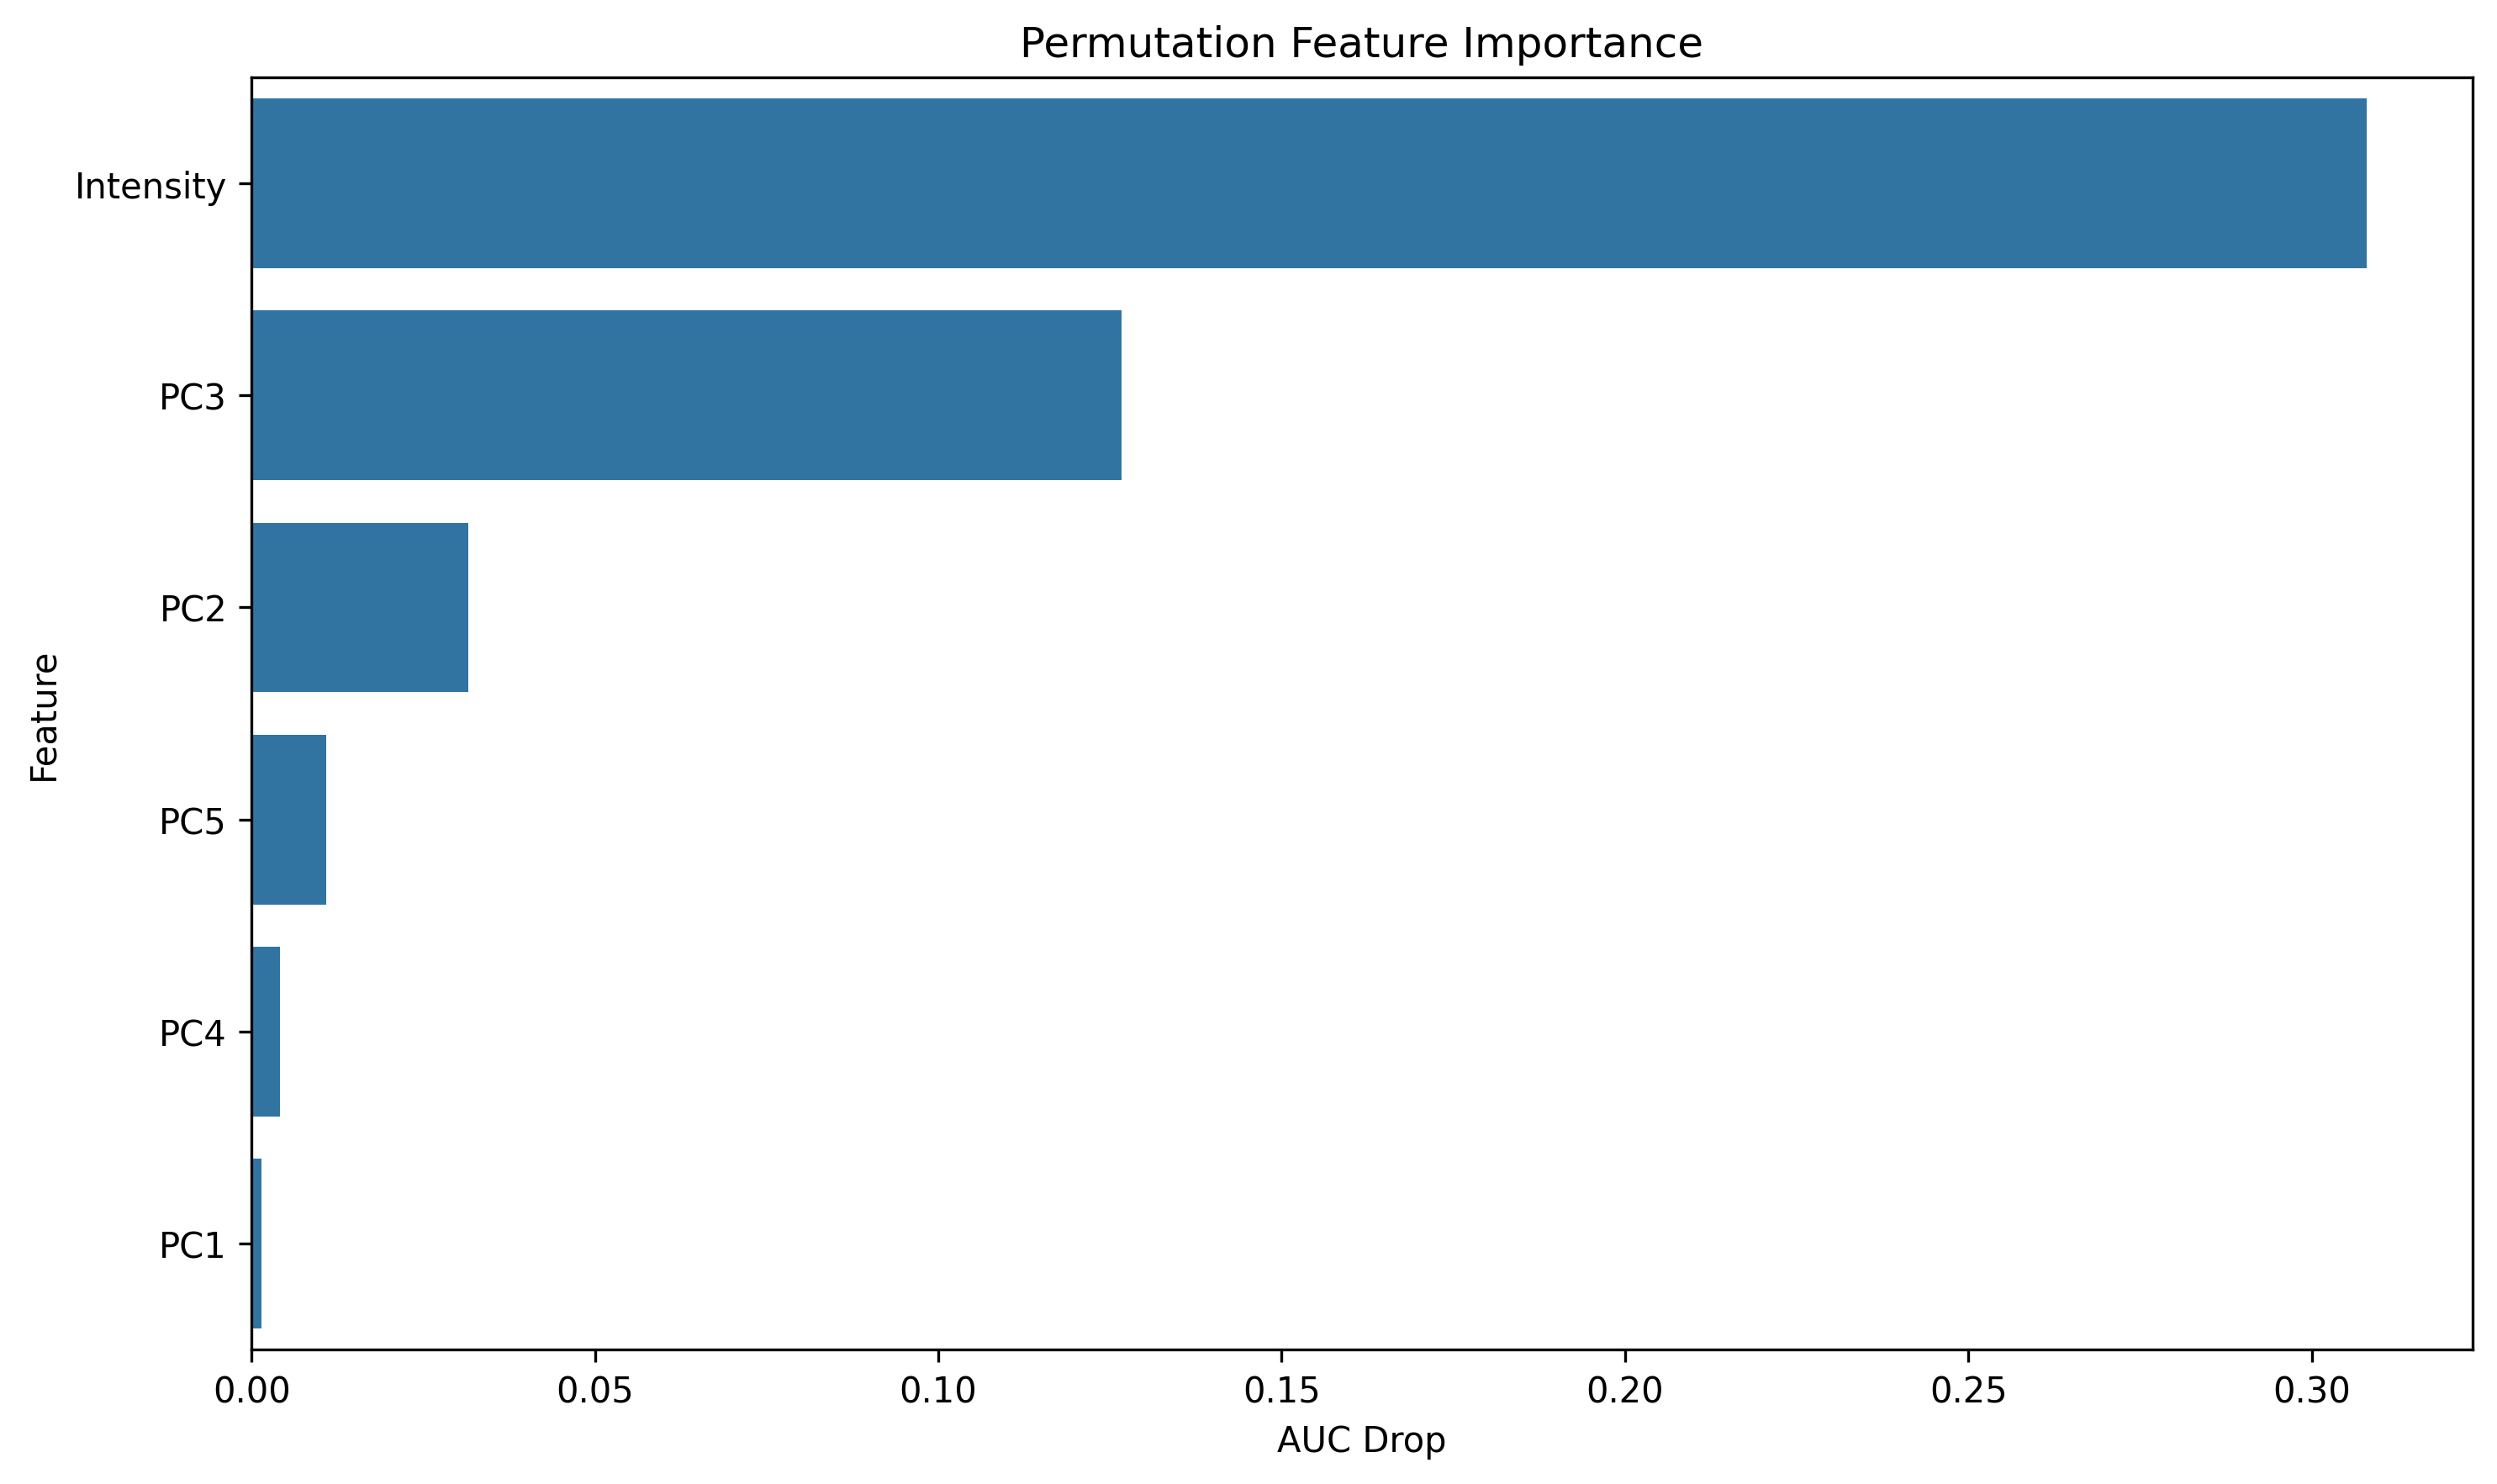 Permutation Feature Importance
Intensity
PC3
PC2
PC5
PC4
PC1
Feature
0.00 0.05 0.10 0.15 0.20 0.25 0.30
AUC Drop